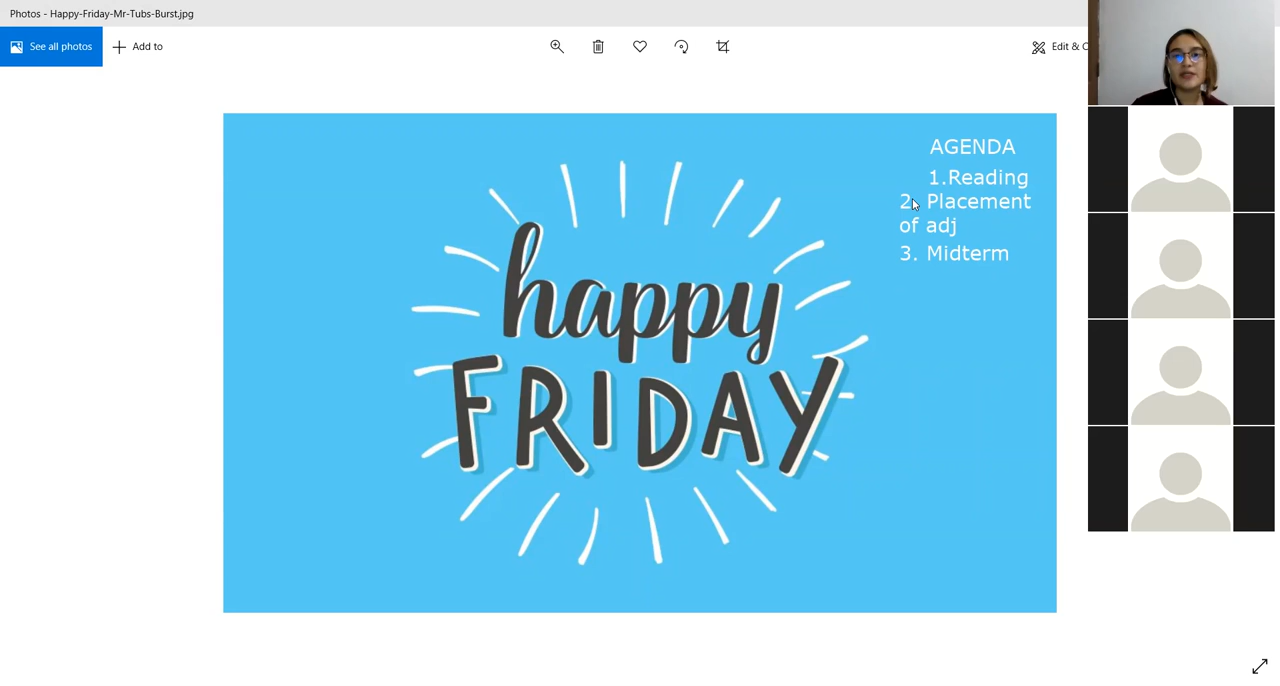 Photos - Happy-Friday-Mr-Tubs-Burst.jpg
See all photos
Add to
Edit & C
AGENDA
1.Reading
2. Placement
of adj
3. Midterm
happy
FRIDAY